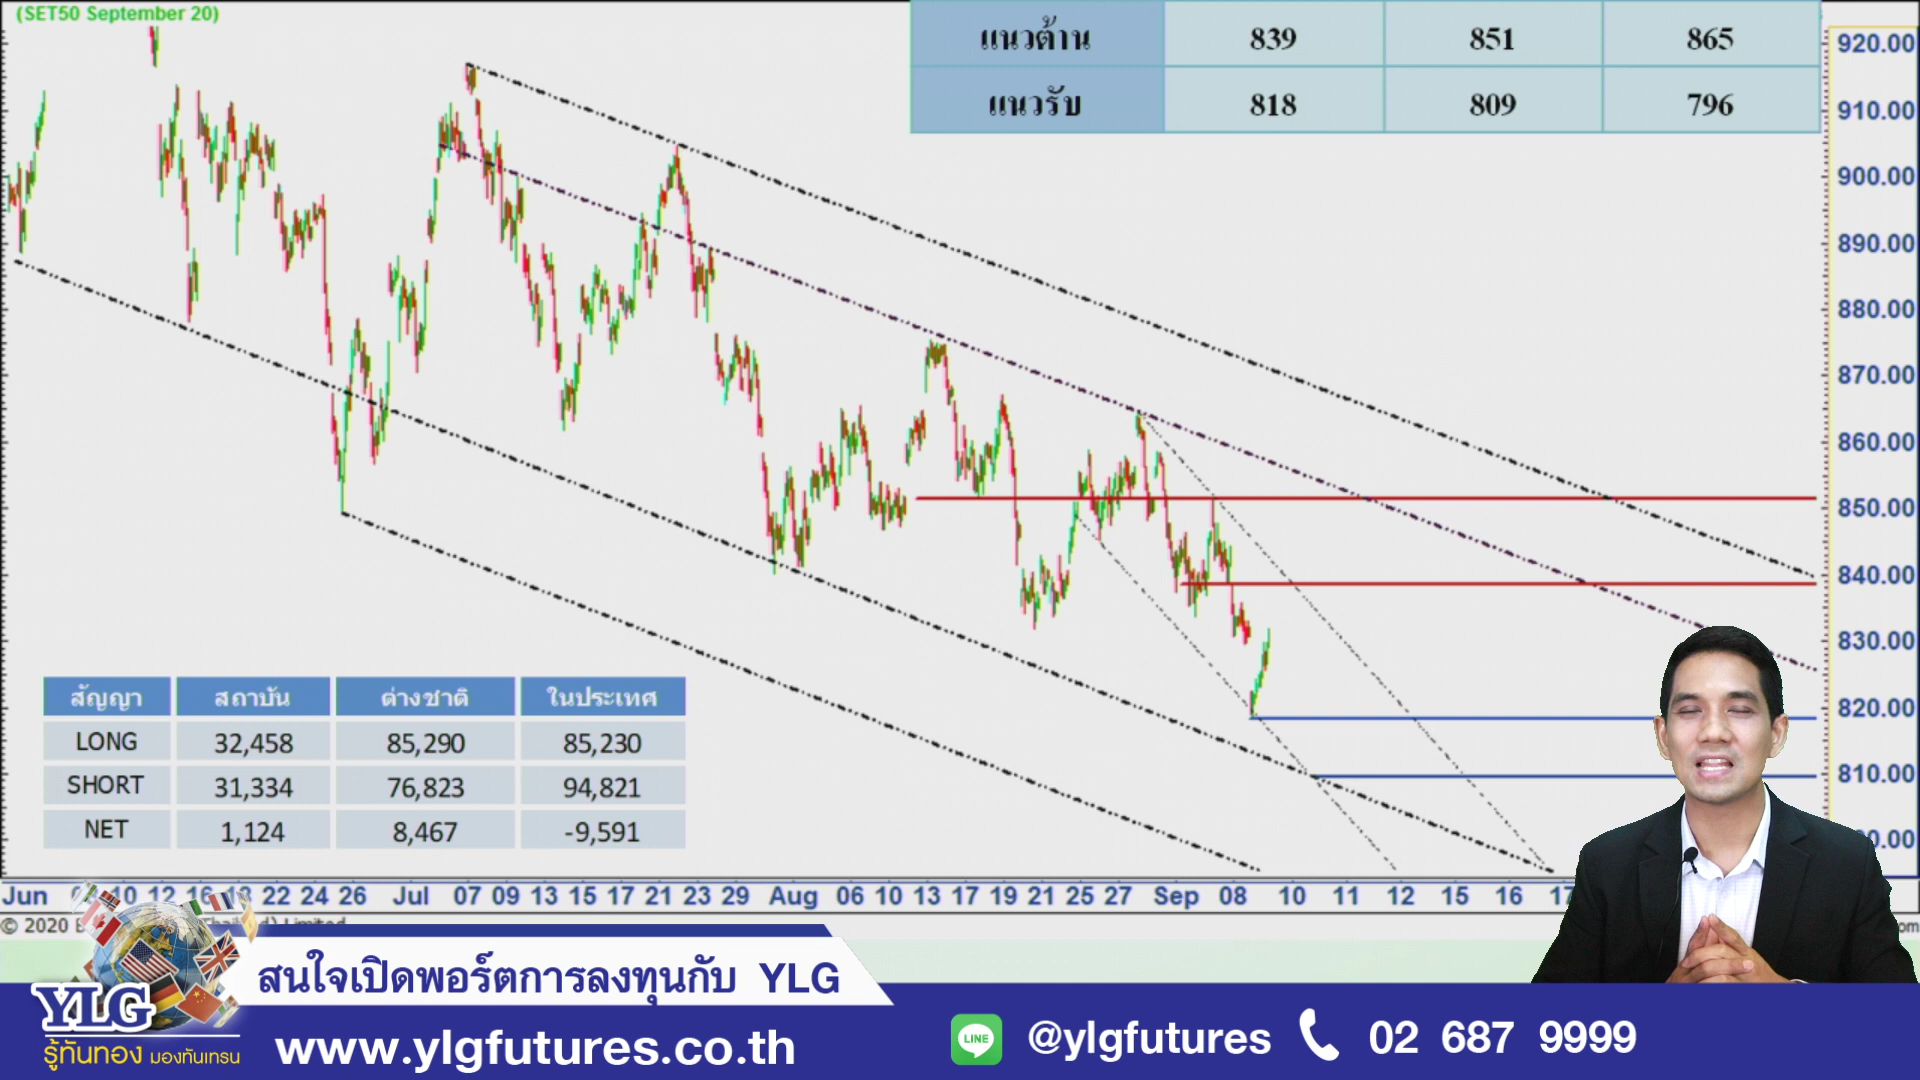 (SET50 September 20)
แนวต้าน 839 851 865
แนวรับ 818 809 796
920.00
910.00
900.00
890.00
880.00
870.00
860.00
850.00
840.00
830.00
820.00
810.00
สัญญา สถาบัน ต่างชาติ ในประเทศ
LONG 32,458 85,290 85,230
SHORT 31,334 76,823 94,821
NET 1,124 8,467 -9,591
Jun 10 12 16 18 22 24 26 Jul 07 09 13 15 17 21 23 29 Aug 06 10 13 17 19 21 25 27 Sep 08 10 11 12 15 16 17
© 2020 Limited
สนใจเปิดพอร์ตการลงทุนกับ YLG
YLG
รู้ทันทอง มองทันเทรน
www.ylgfutures.co.th
LINE @ylgfutures 02 687 9999